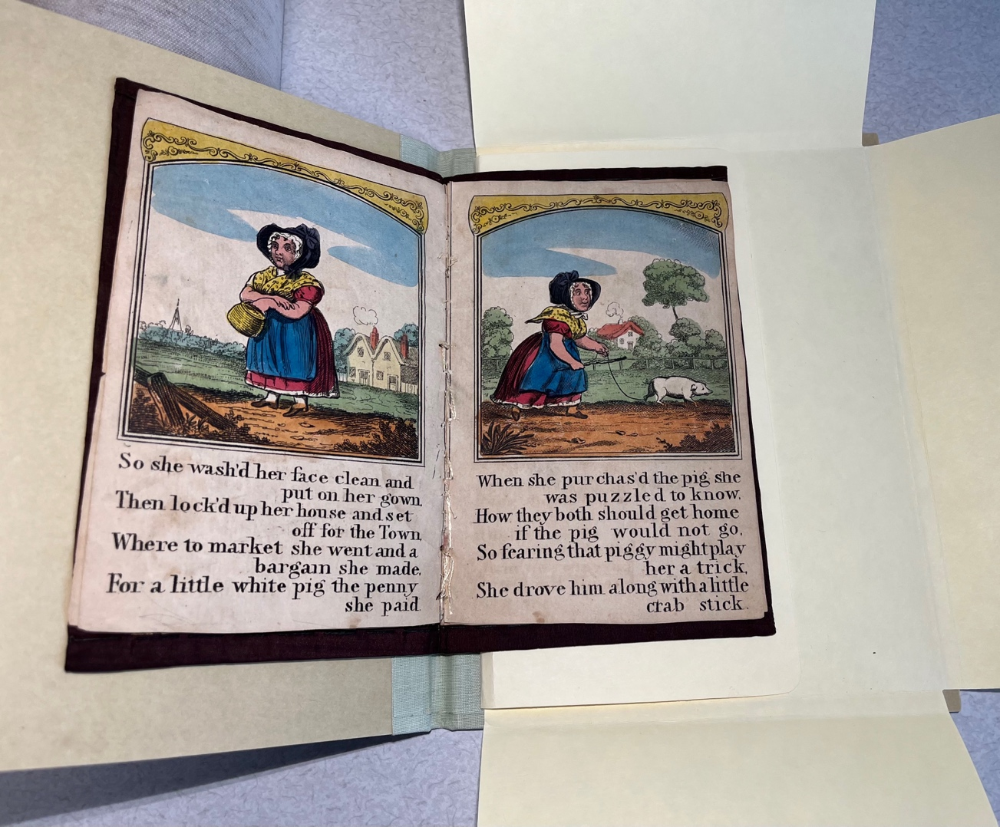 So she wash'd her face clean and
put on her gown,
Then lock'd up her house and set
off for the Town,
Where to market she went and a
bargain she made,
For a little white pig the penny
she paid.
When she purchas'd the pig she
was puzzled to know,
How they both should get home
if the pig would not go,
So fearing that piggy might play
her a trick,
She drove him along with a little
crab stick.